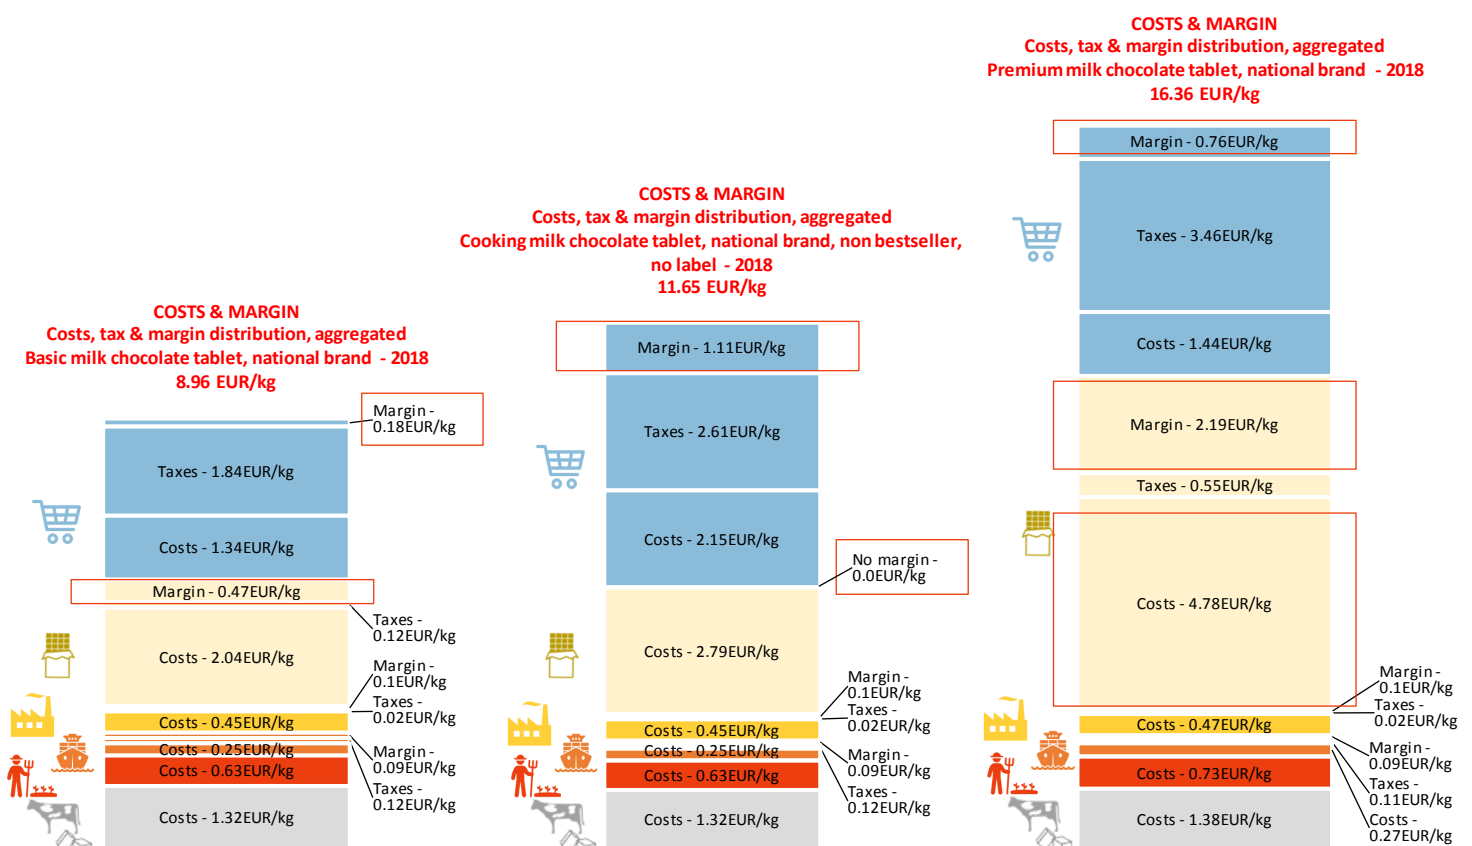 COSTS & MARGIN
Costs, tax & margin distribution, aggregated
Basic milk chocolate tablet, national brand - 2018
8.96 EUR/kg
Margin -
0.18EUR/kg
Taxes - 1.84EUR/kg
Costs - 1.34EUR/kg
Margin - 0.47EUR/kg
Taxes -
0.12EUR/kg
Costs - 2.04EUR/kg
Margin -
0.1EUR/kg
Taxes -
0.02EUR/kg
Costs - 0.45EUR/kg
Margin -
0.09EUR/kg
Costs - 0.25EUR/kg
Taxes -
0.12EUR/kg
Costs - 0.63EUR/kg
Costs - 1.32EUR/kg
COSTS & MARGIN
Costs, tax & margin distribution, aggregated
Cooking milk chocolate tablet, national brand, non bestseller,
no label - 2018
11.65 EUR/kg
Margin - 1.11EUR/kg
Taxes - 2.61EUR/kg
Costs - 2.15EUR/kg
No margin -
0.0EUR/kg
Costs - 2.79EUR/kg
Margin -
0.1EUR/kg
Taxes -
0.02EUR/kg
Costs - 0.45EUR/kg
Margin -
0.09EUR/kg
Costs - 0.25EUR/kg
Taxes -
0.12EUR/kg
Costs - 0.63EUR/kg
Costs - 1.32EUR/kg
COSTS & MARGIN
Costs, tax & margin distribution, aggregated
Premium milk chocolate tablet, national brand - 2018
16.36 EUR/kg
Margin - 0.76EUR/kg
Taxes - 3.46EUR/kg
Costs - 1.44EUR/kg
Margin - 2.19EUR/kg
Taxes - 0.55EUR/kg
Costs - 4.78EUR/kg
Margin -
0.1EUR/kg
Taxes -
0.02EUR/kg
Costs - 0.47EUR/kg
Margin -
0.09EUR/kg
Taxes -
0.11EUR/kg
Costs -
0.27EUR/kg
Costs - 0.73EUR/kg
Costs - 1.38EUR/kg